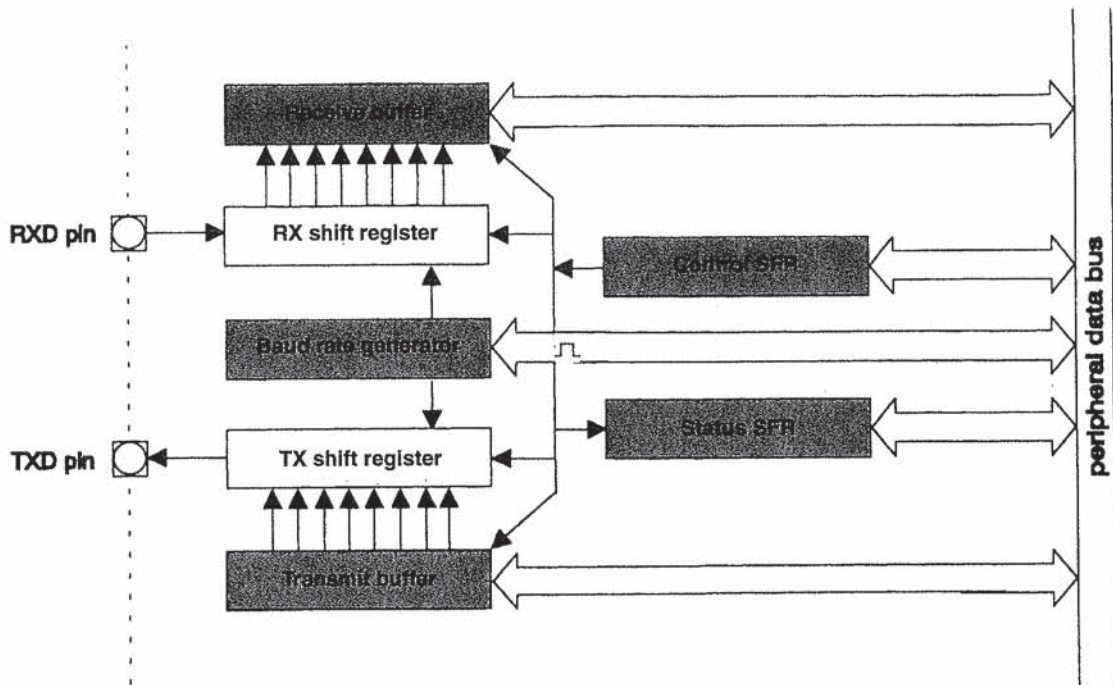 Receive buffer
RXD pin
RX shift register
Control SFR
Baud rate generator
peripheral data bus
Status SFR
TXD pin
TX shift register
Transmit buffer